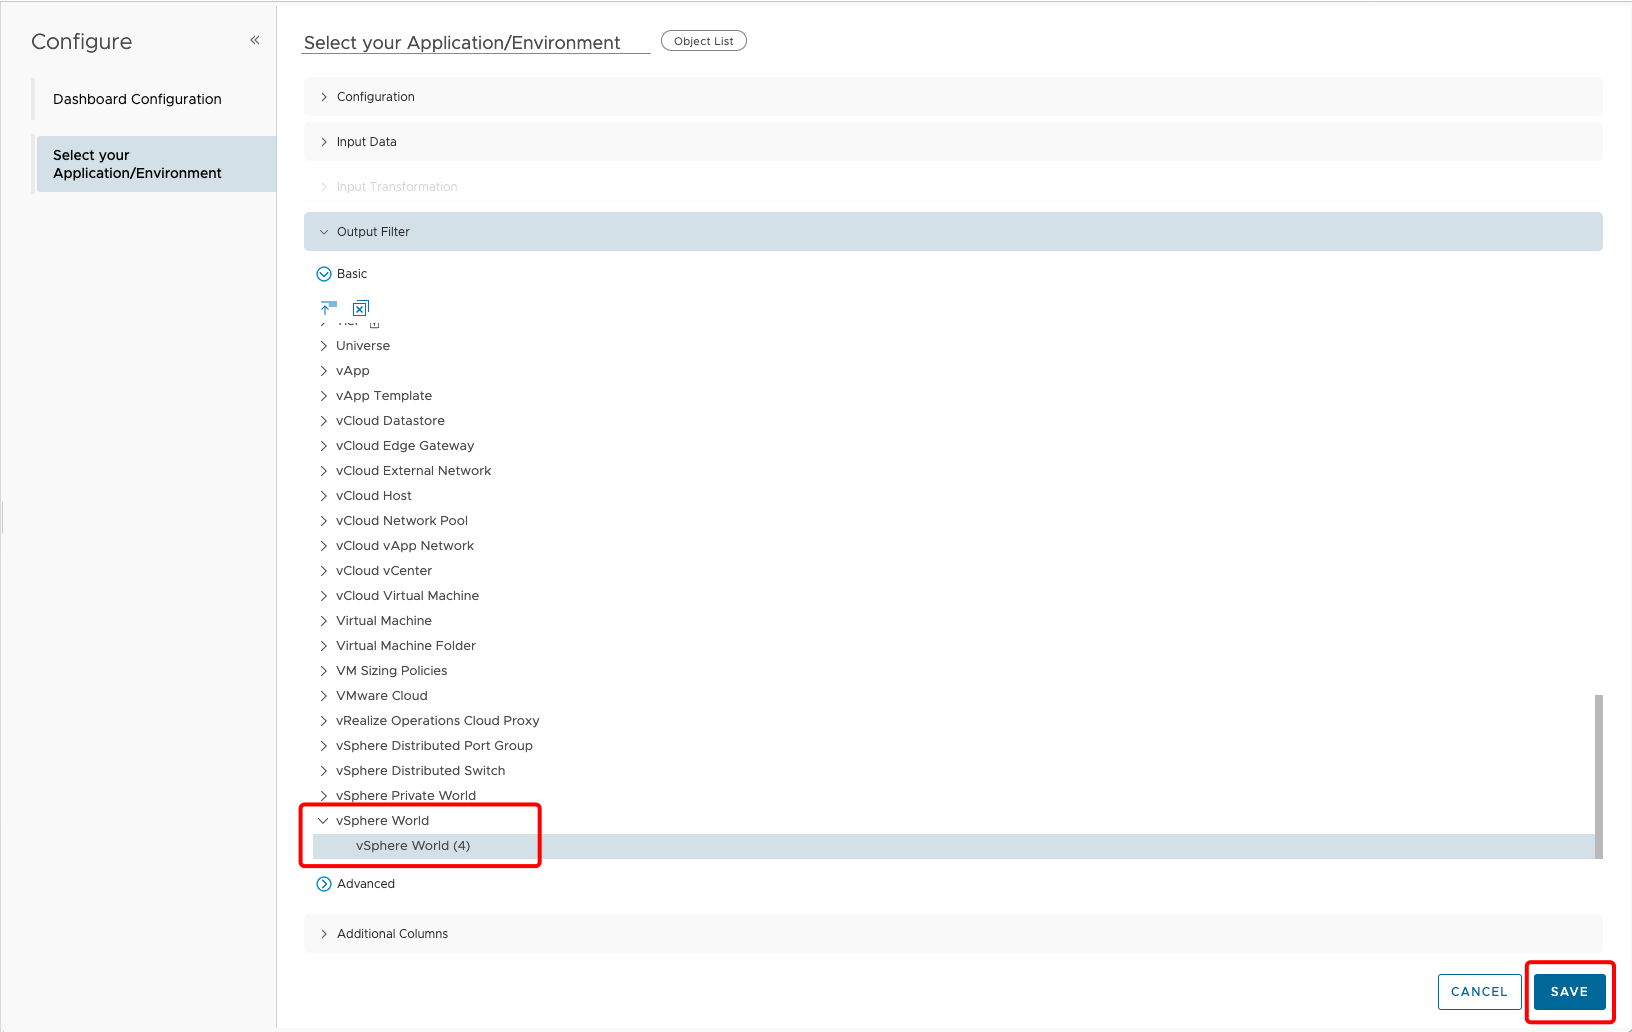 Configure
«
Dashboard Configuration
Select your
Application/Environment
Select your Application/Environment
Object List
Configuration
Input Data
Input Transformation
Output Filter
Basic
Universe
vApp
vApp Template
vCloud Datastore
vCloud Edge Gateway
vCloud External Network
vCloud Host
vCloud Network Pool
vCloud vApp Network
vCloud vCenter
vCloud Virtual Machine
Virtual Machine
Virtual Machine Folder
VM Sizing Policies
VMware Cloud
vRealize Operations Cloud Proxy
vSphere Distributed Port Group
vSphere Distributed Switch
vSphere Private World
vSphere World
vSphere World (4)
Advanced
Additional Columns
CANCEL
SAVE